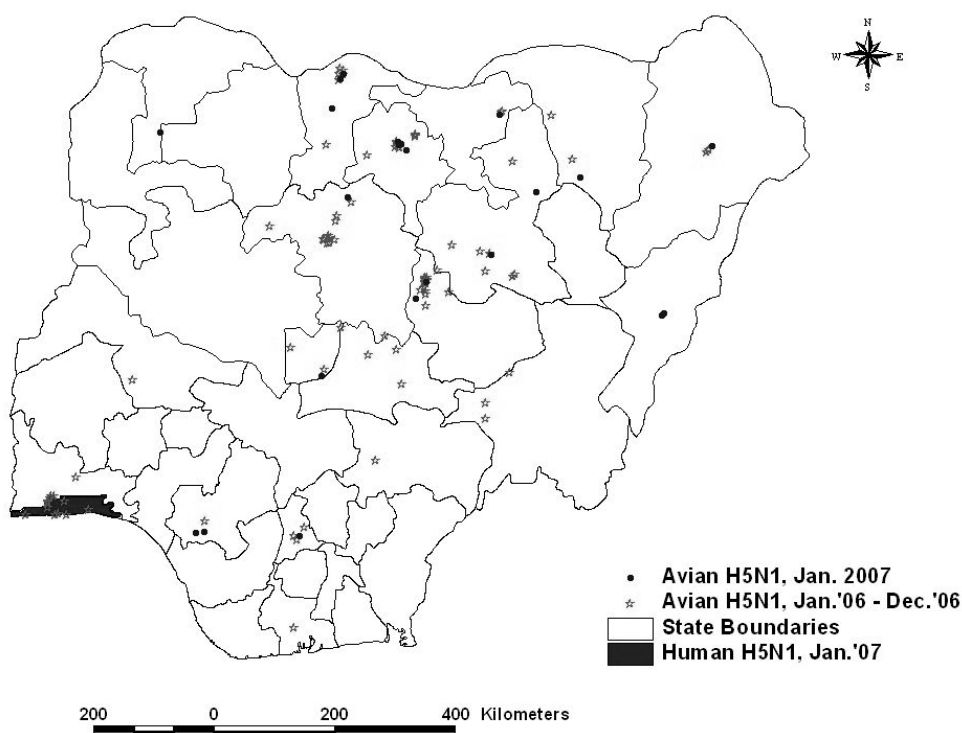 N
W E
S
Avian H5N1, Jan. 2007
Avian H5N1, Jan.'06 - Dec.'06
State Boundaries
Human H5N1, Jan.'07
200 0 200 400 Kilometers